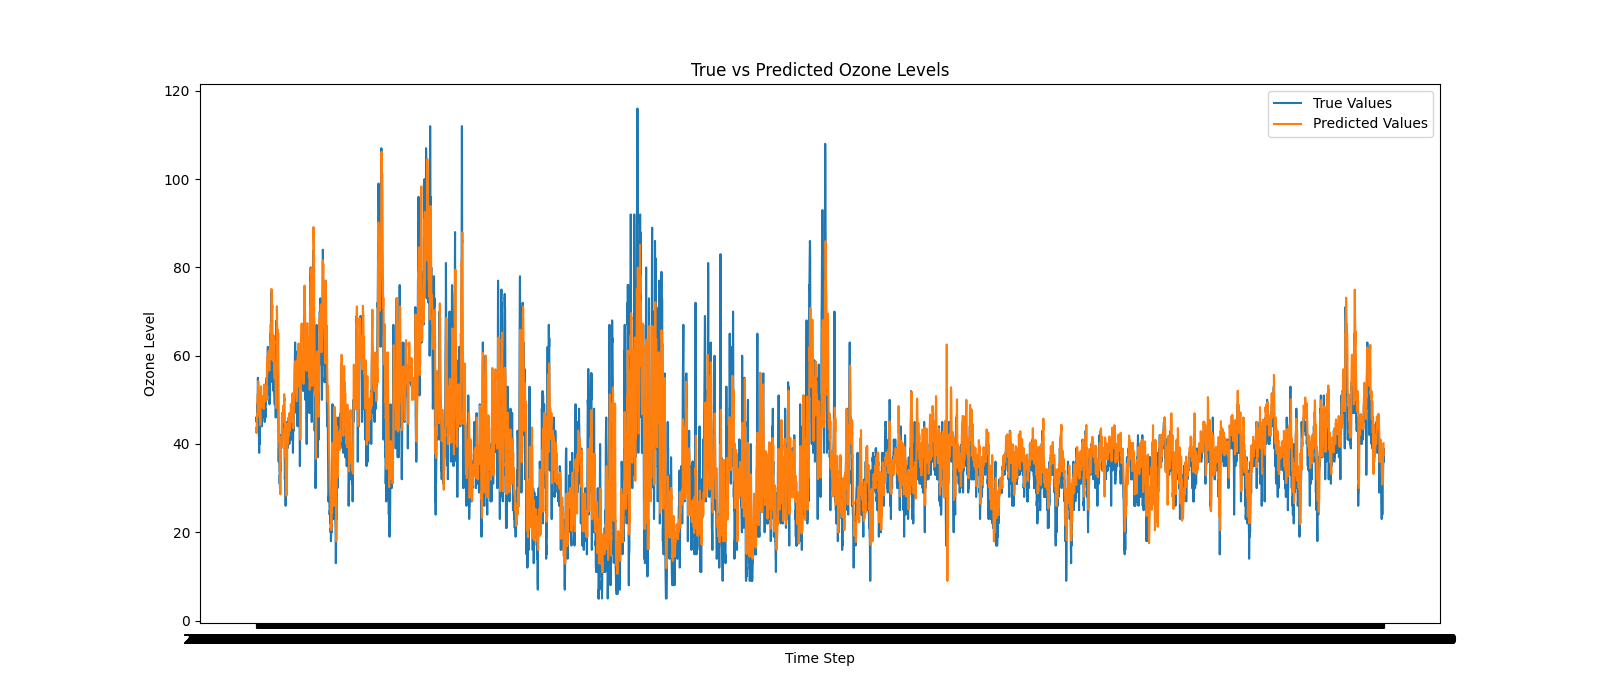 True vs Predicted Ozone Levels
120
100
80
60
40
20
0
Ozone Level
True Values
Predicted Values
Time Step